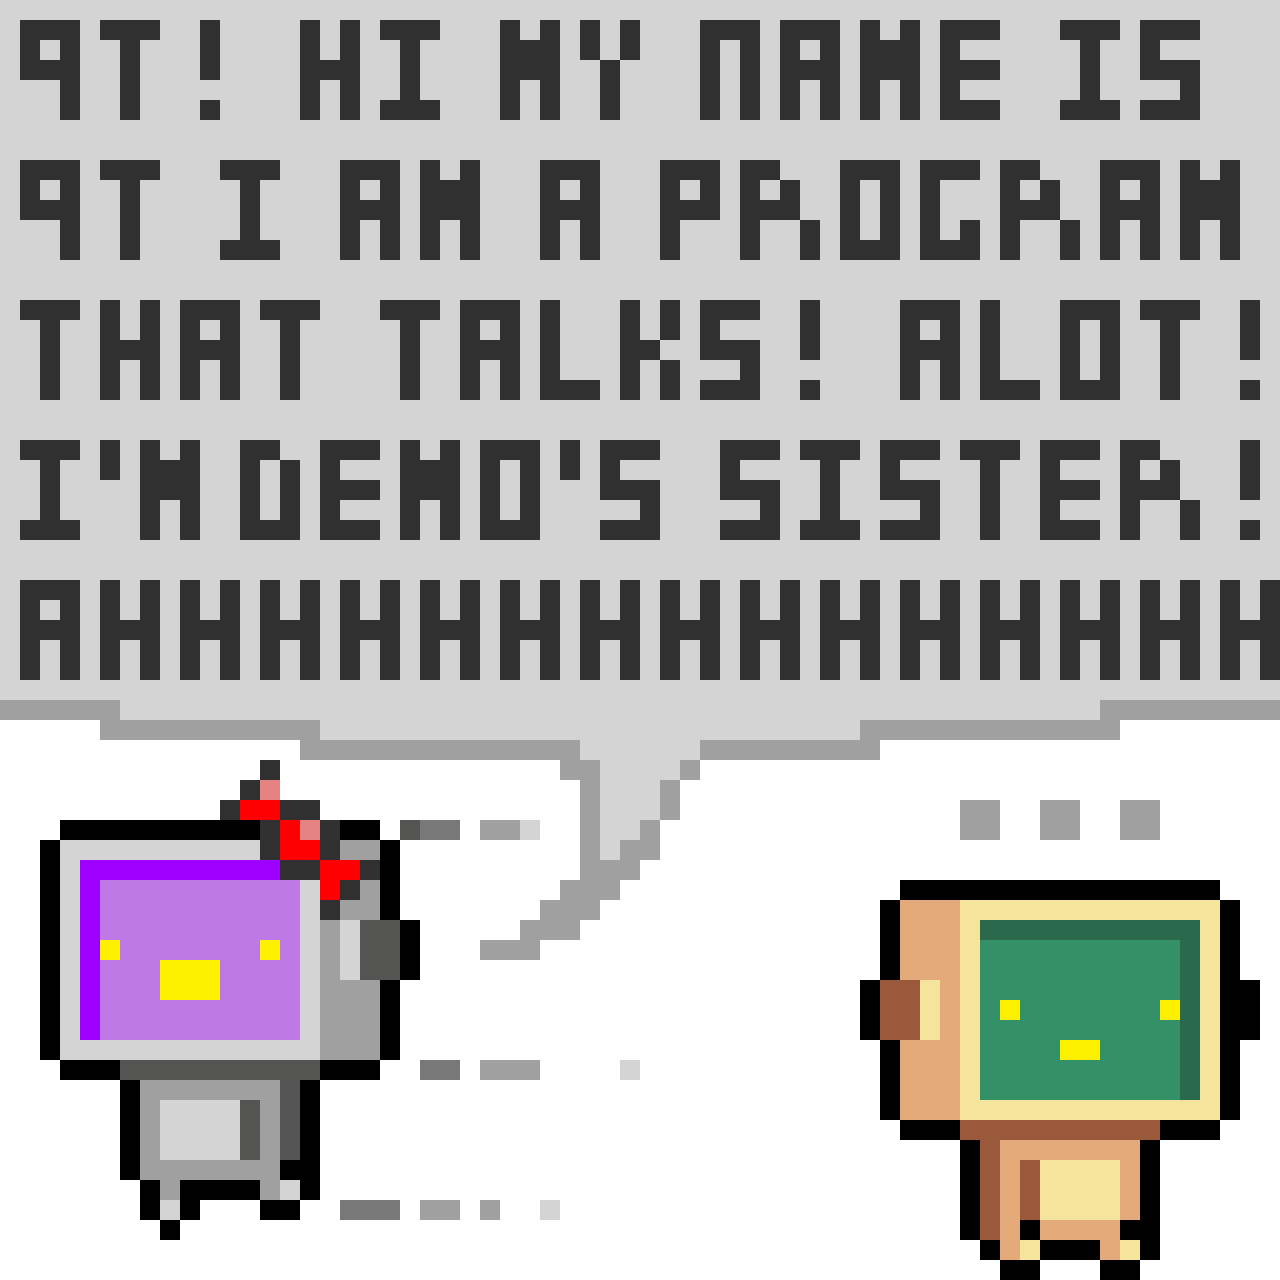 9T! HI MY NAME IS
9T I AM A PROGRAM
THAT TALKS! ALOT!
I'M DEMO'S SISTER!
AHHHHHHHHHHHHHHH
...